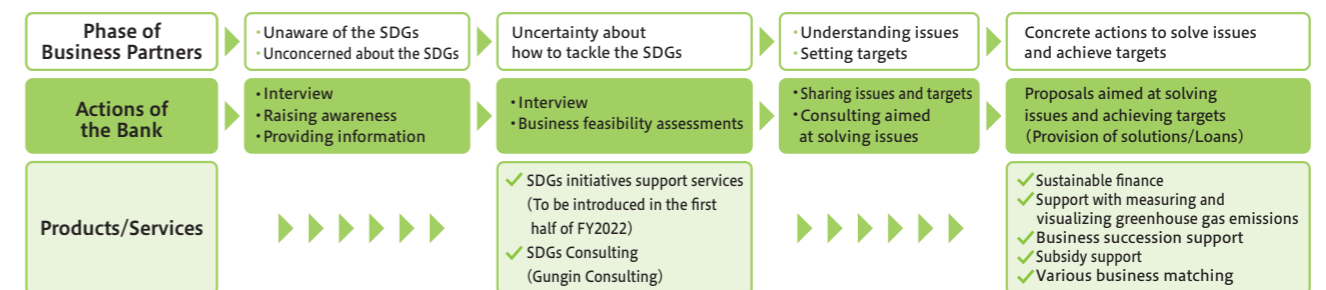 Phase of
Business Partners
・Unaware of the SDGs
・Unconcerned about the SDGs
Uncertainty about
how to tackle the SDGs
・Understanding issues
・Setting targets
Concrete actions to solve issues
and achieve targets
Actions of
the Bank
・Interview
・Raising awareness
・Providing information
・Interview
・Business feasibility assessments
・Sharing issues and targets
・Consulting aimed
at solving issues
Proposals aimed at solving
issues and achieving targets
(Provision of solutions/Loans)
Products/Services
✓ SDGs initiatives support services
(To be introduced in the first
half of FY2022)
✓ SDGs Consulting
(Gungin Consulting)
✓ Sustainable finance
✓ Support with measuring and
visualizing greenhouse gas emissions
✓ Business succession support
✓ Subsidy support
✓ Various business matching